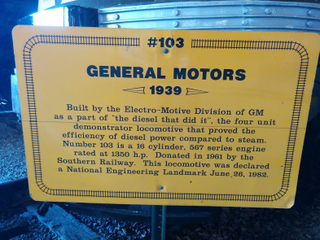 #103
GENERAL MOTORS
1939
Built by the Electro-Motive Division of GM
as a part of "the diesel that did it", the four unit
demonstrator locomotive that proved the
efficiency of diesel power compared to steam.
Number 103 is a 16 cylinder, 567 series engine
rated at 1350 hp. Donated in 1961 by the
Southern Railway. This locomotive was declared
a National Engineering Landmark June 26, 1982.